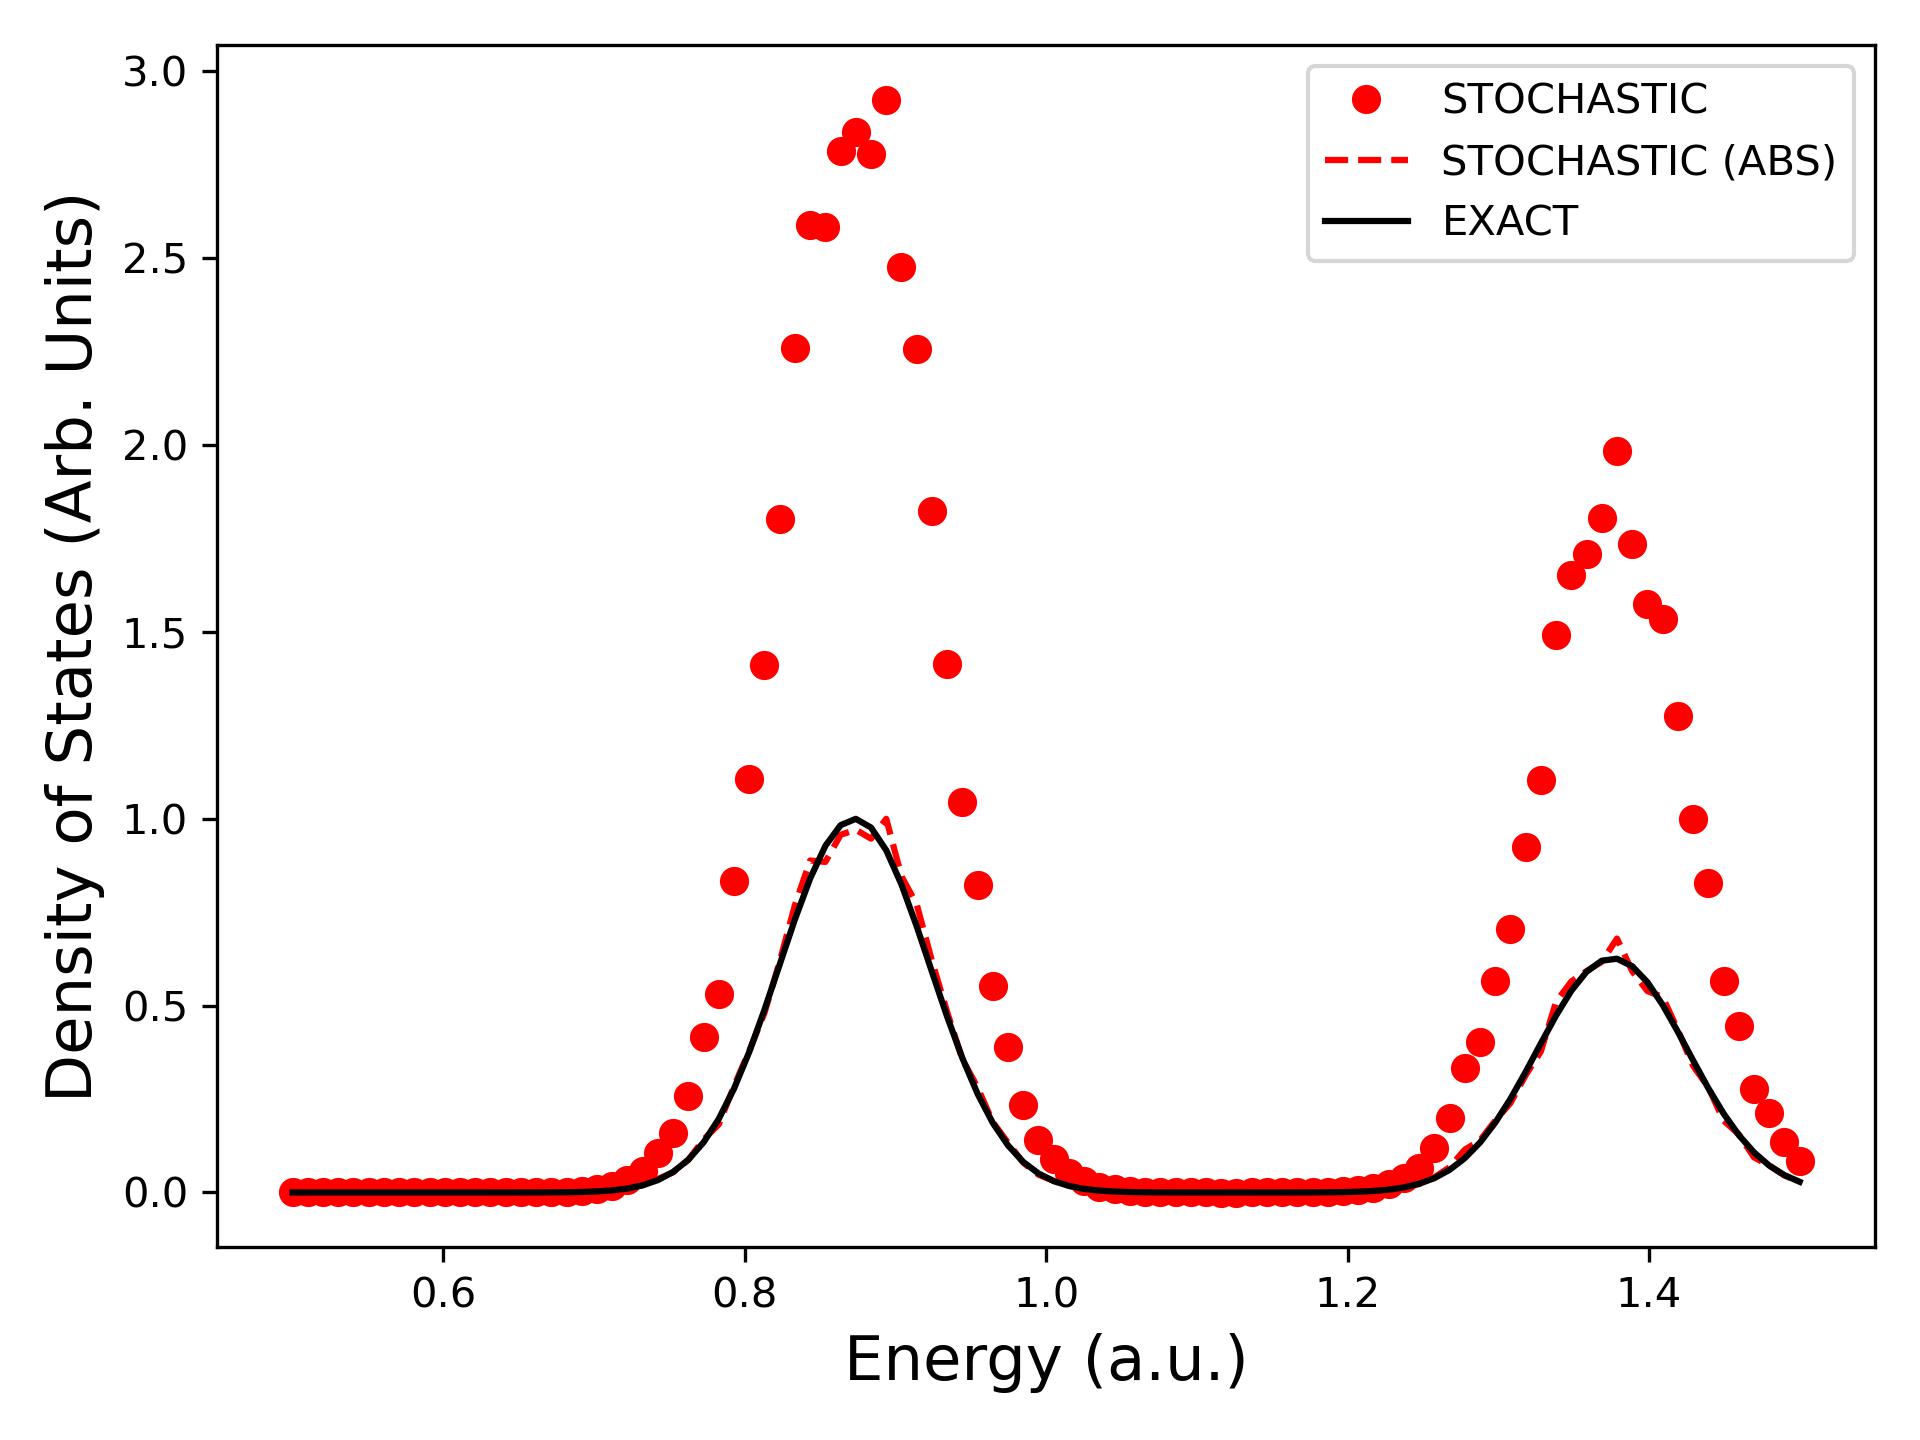 3.0
2.5
2.0
1.5
1.0
0.5
0.0
Density of States (Arb. Units)
STOCHASTIC
STOCHASTIC (ABS)
EXACT
0.6 0.8 1.0 1.2 1.4
Energy (a.u.)